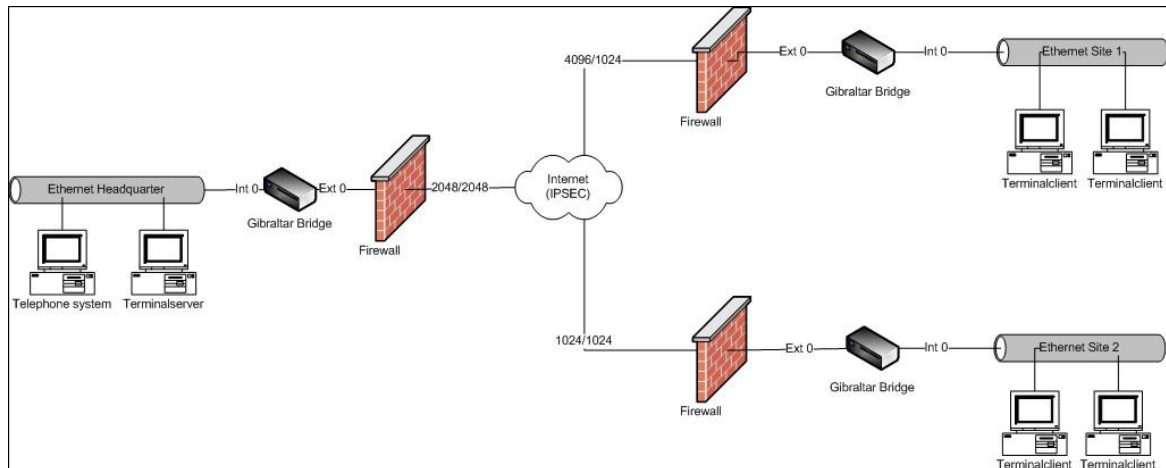 Ethernet Headquarter
Int 0
Ext 0
Gibraltar Bridge
2048/2048
Firewall
Telephone system
Terminalserver
Internet
(IPSEC)
4096/1024
Ext 0
Int 0
Ethernet Site 1
Gibraltar Bridge
Firewall
Terminalclient
Terminalclient
1024/1024
Ext 0
Int 0
Ethernet Site 2
Gibraltar Bridge
Firewall
Terminalclient
Terminalclient